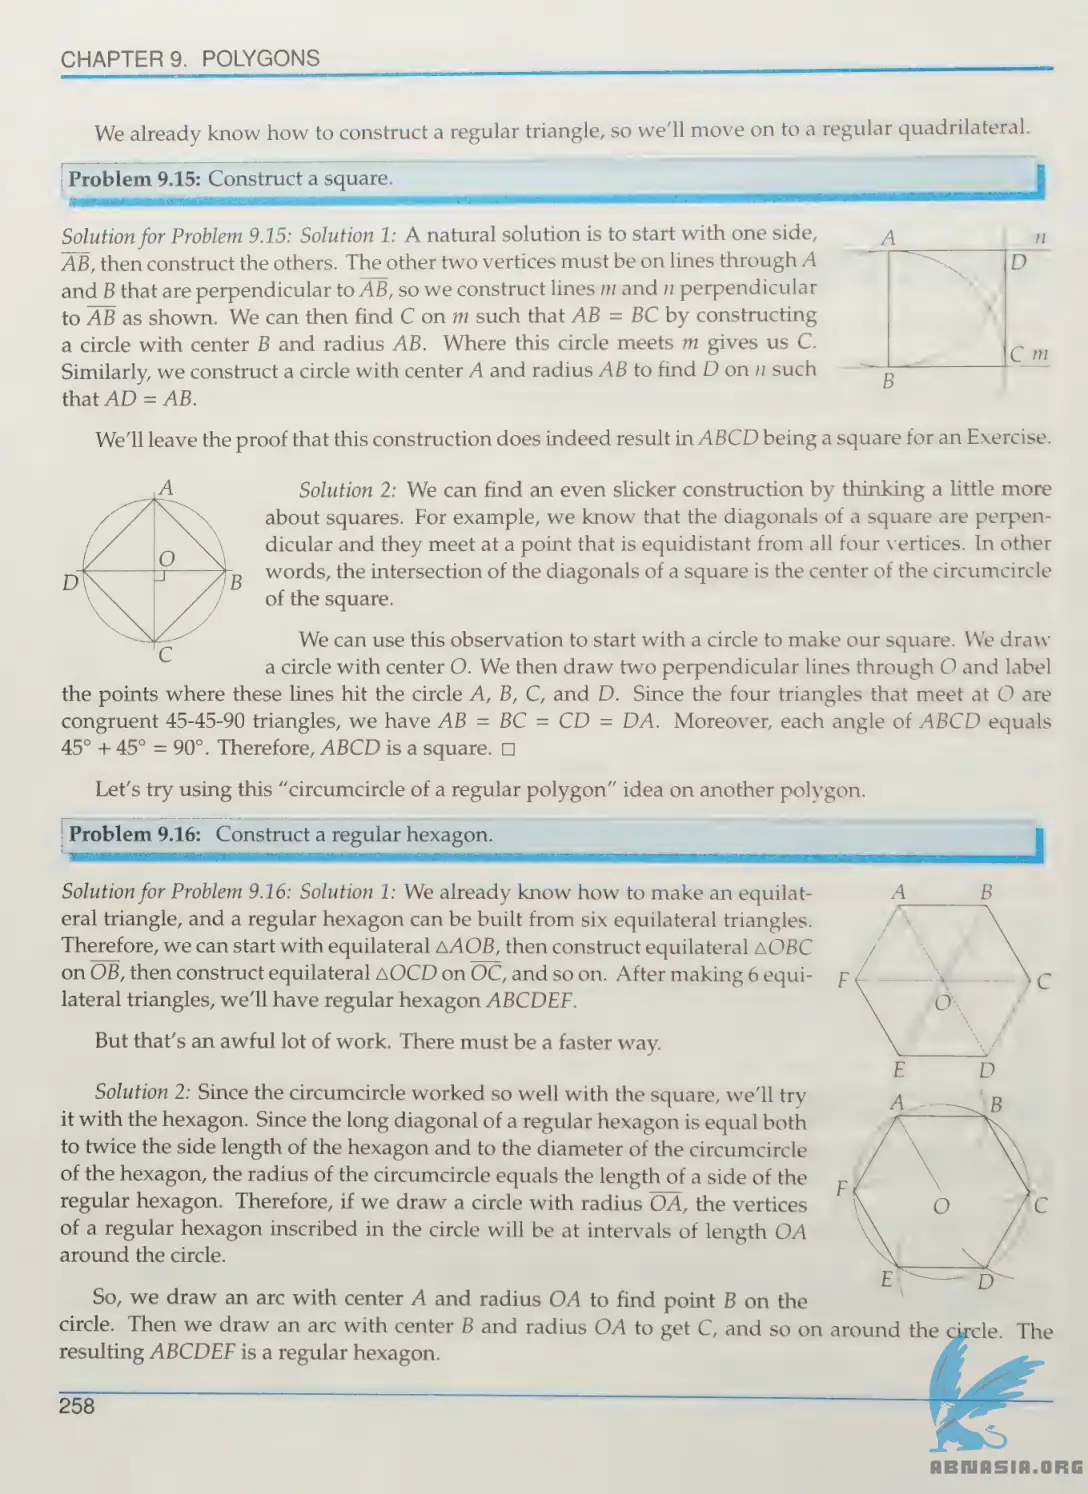 CHAPTER 9. POLYGONS
We already know how to construct a regular triangle, so we'll move on to a regular quadrilateral.
Problem 9.15: Construct a square.
Solution for Problem 9.15: Solution 1: A natural solution is to start with one side,
AB, then construct the others. The other two vertices must be on lines through A
and B that are perpendicular to AB, so we construct lines m and n perpendicular
to AB as shown. We can then find C on m such that AB = BC by constructing
a circle with center B and radius AB. Where this circle meets m gives us C.
Similarly, we construct a circle with center A and radius AB to find D on n such
that AD = AB.
A n
D
C m
B
We'll leave the proof that this construction does indeed result in ABCD being a square for an Exercise.
A
O
D B
C
Solution 2: We can find an even slicker construction by thinking a little more
about squares. For example, we know that the diagonals of a square are perpen-
dicular and they meet at a point that is equidistant from all four vertices. In other
words, the intersection of the diagonals of a square is the center of the circumcircle
of the square.
We can use this observation to start with a circle to make our square. We draw
a circle with center O. We then draw two perpendicular lines through O and label
the points where these lines hit the circle A, B, C, and D. Since the four triangles that meet at O are
congruent 45-45-90 triangles, we have AB = BC = CD = DA. Moreover, each angle of ABCD equals
45° + 45° = 90°. Therefore, ABCD is a square. □
Let's try using this "circumcircle of a regular polygon" idea on another polygon.
Problem 9.16: Construct a regular hexagon.
Solution for Problem 9.16: Solution 1: We already know how to make an equilat-
eral triangle, and a regular hexagon can be built from six equilateral triangles.
Therefore, we can start with equilateral △AOB, then construct equilateral △OBC
on OB, then construct equilateral △OCD on OC, and so on. After making 6 equi-
lateral triangles, we'll have regular hexagon ABCDEF.
A B
F C
O
E D
But that's an awful lot of work. There must be a faster way.
Solution 2: Since the circumcircle worked so well with the square, we'll try
it with the hexagon. Since the long diagonal of a regular hexagon is equal both
to twice the side length of the hexagon and to the diameter of the circumcircle
of the hexagon, the radius of the circumcircle equals the length of a side of the
regular hexagon. Therefore, if we draw a circle with radius OA, the vertices
of a regular hexagon inscribed in the circle will be at intervals of length OA
around the circle.
A B
F
O C
E D
So, we draw an arc with center A and radius OA to find point B on the
circle. Then we draw an arc with center B and radius OA to get C, and so on around the circle. The
resulting ABCDEF is a regular hexagon.
258
ABNASIA.ORG